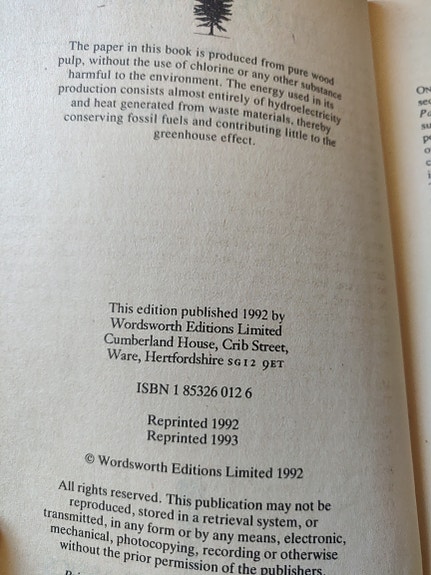 The paper in this book is produced from pure wood
pulp, without the use of chlorine or any other substance
harmful to the environment. The energy used in its
production consists almost entirely of hydroelectricity
and heat generated from waste materials, thereby
conserving fossil fuels and contributing little to the
greenhouse effect.
This edition published 1992 by
Wordsworth Editions Limited
Cumberland House, Crib Street,
Ware, Hertfordshire SG12 9ET
ISBN 1 85326 012 6
Reprinted 1992
Reprinted 1993
© Wordsworth Editions Limited 1992
All rights reserved. This publication may not be
reproduced, stored in a retrieval system, or
transmitted, in any form or by any means, electronic,
mechanical, photocopying, recording or otherwise
without the prior permission of the publishers.